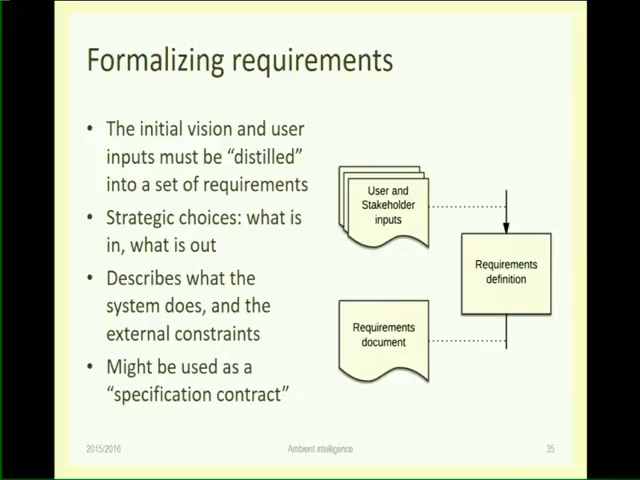 Formalizing requirements
• The initial vision and user
inputs must be “distilled”
into a set of requirements
• Strategic choices: what is
in, what is out
• Describes what the
system does, and the
external constraints
• Might be used as a
“specification contract”
User and
Stakeholder
inputs
Requirements
definition
Requirements
document
2015/2016
Ambient intelligence
35